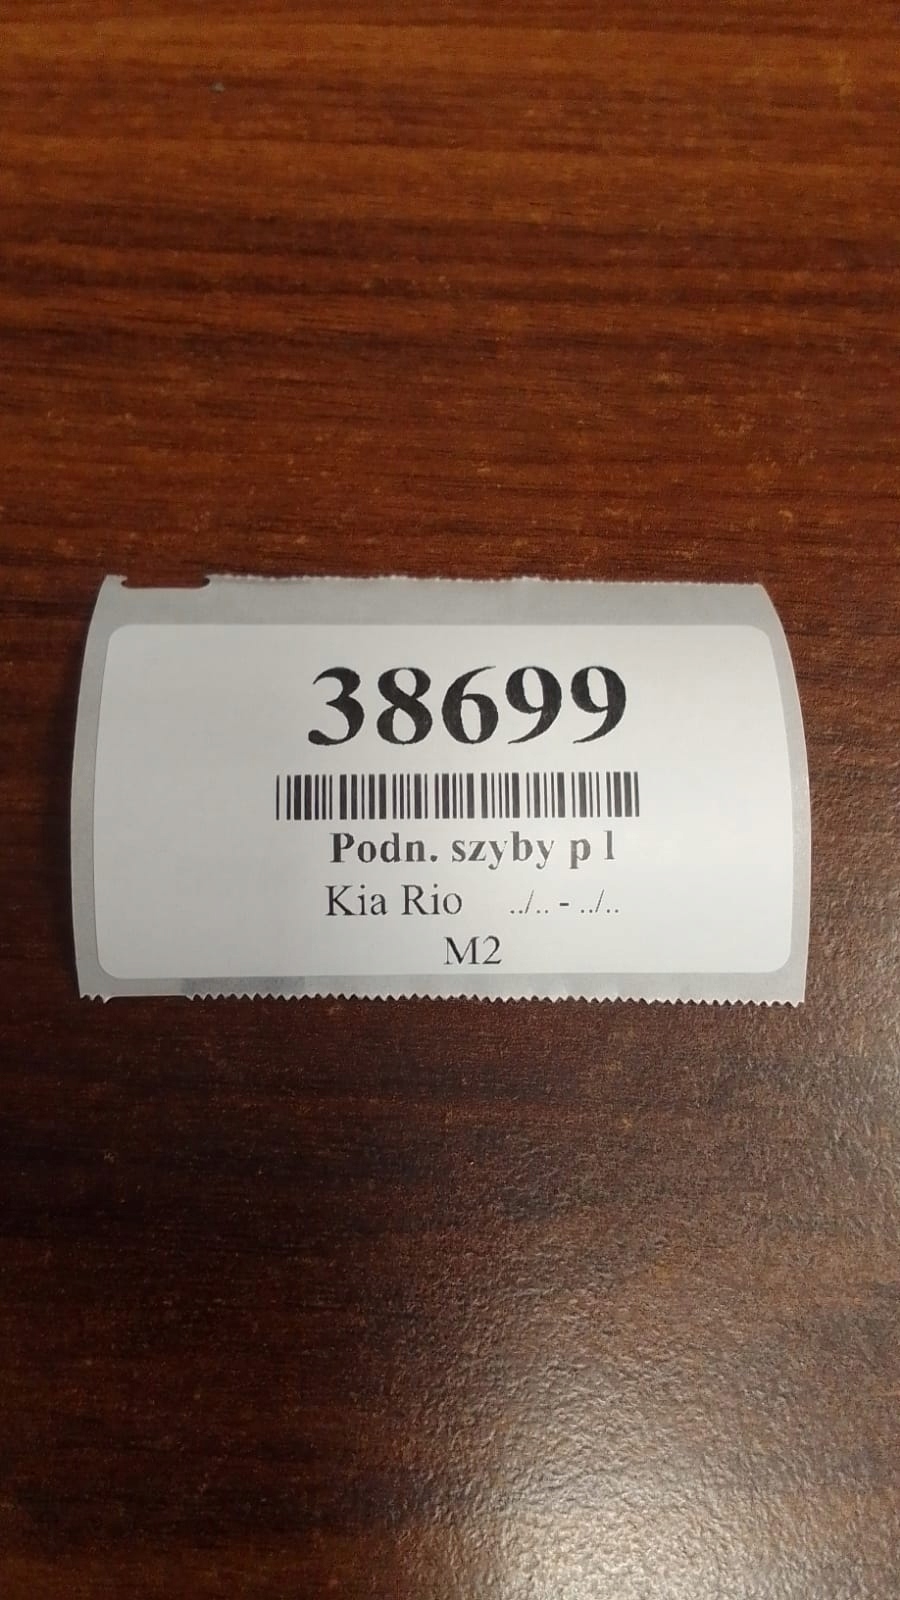 38699
Podn. szyby p l
Kia Rio ../.. - ../..
M2